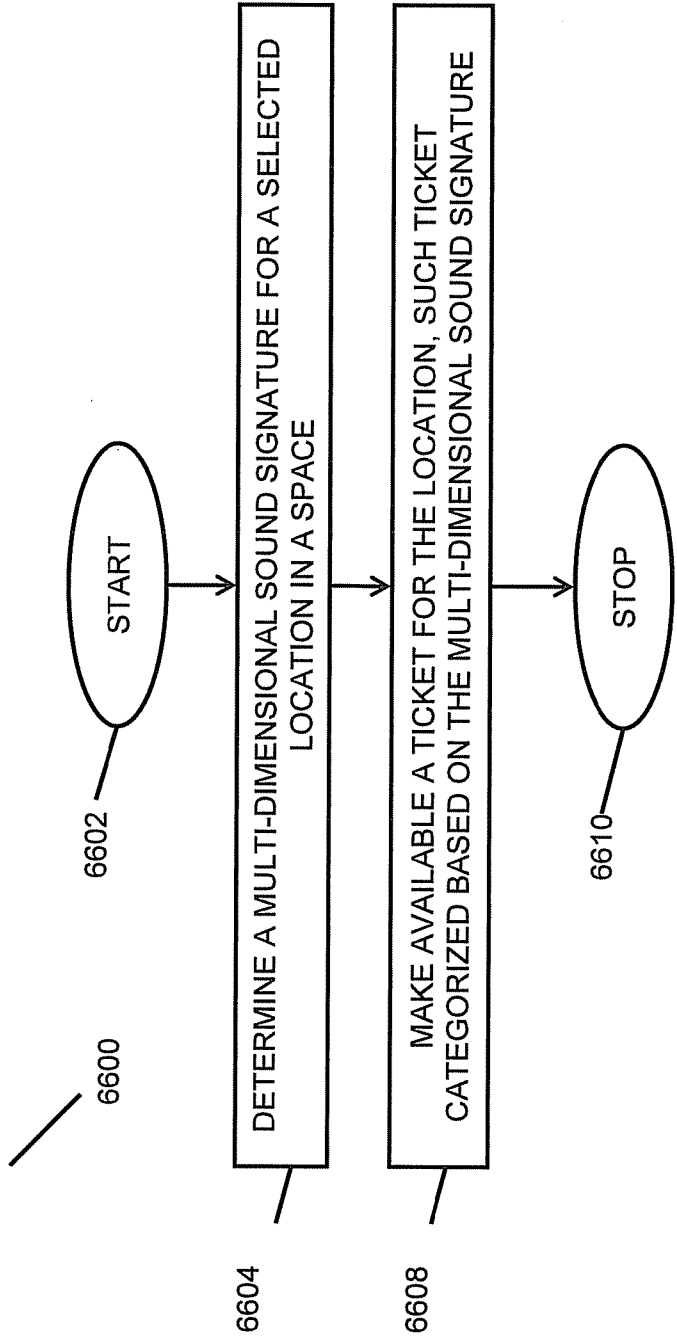 6600
6602
START
6604
DETERMINE A MULTI-DIMENSIONAL SOUND SIGNATURE FOR A SELECTED
LOCATION IN A SPACE
6608
MAKE AVAILABLE A TICKET FOR THE LOCATION, SUCH TICKET
CATEGORIZED BASED ON THE MULTI-DIMENSIONAL SOUND SIGNATURE
6610
STOP